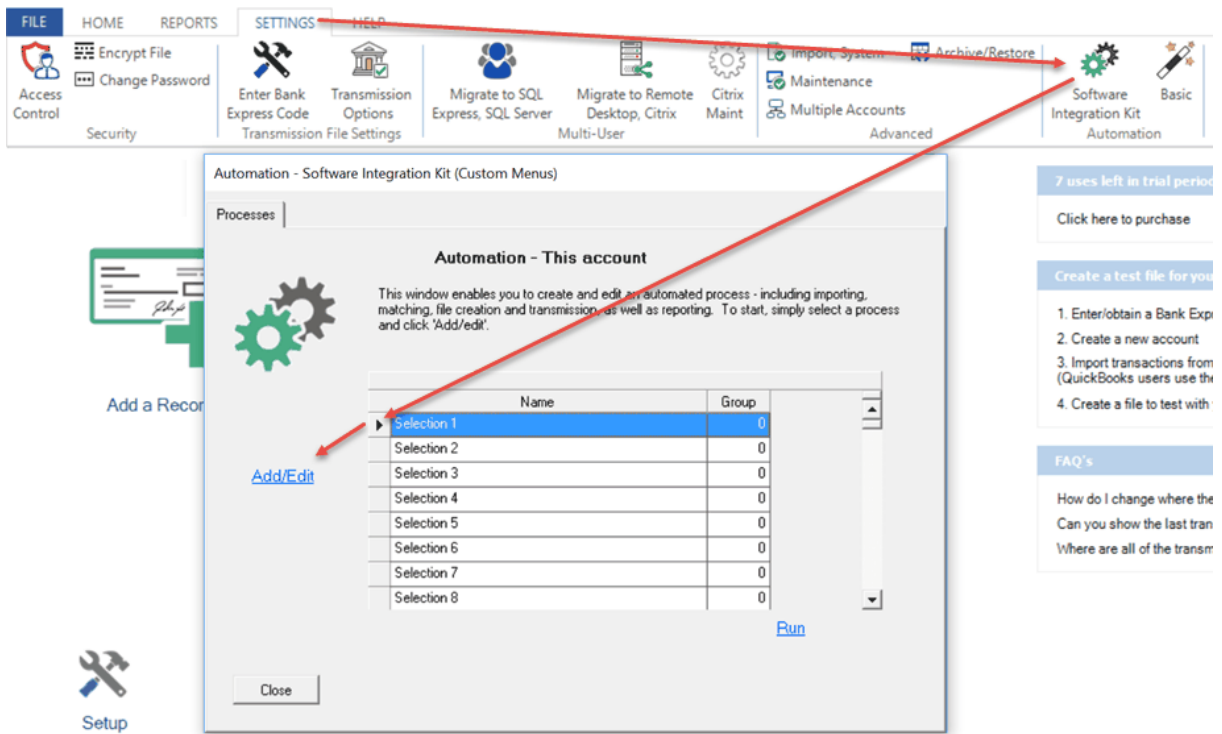 FILE HOME REPORTS SETTINGS HELP
Encrypt File
Change Password
Access
Control
Security
Enter Bank
Express Code
Transmission
Options
Transmission File Settings
Migrate to SQL
Express, SQL Server
Migrate to Remote
Desktop, Citrix
Citrix
Maint
Multi-User
Import, System
Archive/Restore
Maintenance
Multiple Accounts
Advanced
Software
Integration Kit
Basic
Automation
Automation - Software Integration Kit (Custom Menus)
Processes
Automation - This account
This window enables you to create and edit an automated process - including importing,
matching, file creation and transmission, as well as reporting. To start, simply select a process
and click 'Add/edit'.
Name Group
Selection 1 0
Selection 2 0
Selection 3 0
Selection 4 0
Selection 5 0
Selection 6 0
Selection 7 0
Selection 8 0
Add/Edit
Run
Close
Add a Recor
Setup
7 uses left in trial period
Click here to purchase
Create a test file for you
1. Enter/obtain a Bank Exp
2. Create a new account
3. Import transactions from
(QuickBooks users use the
4. Create a file to test with
FAQ's
How do I change where the
Can you show the last tran
Where are all of the transm